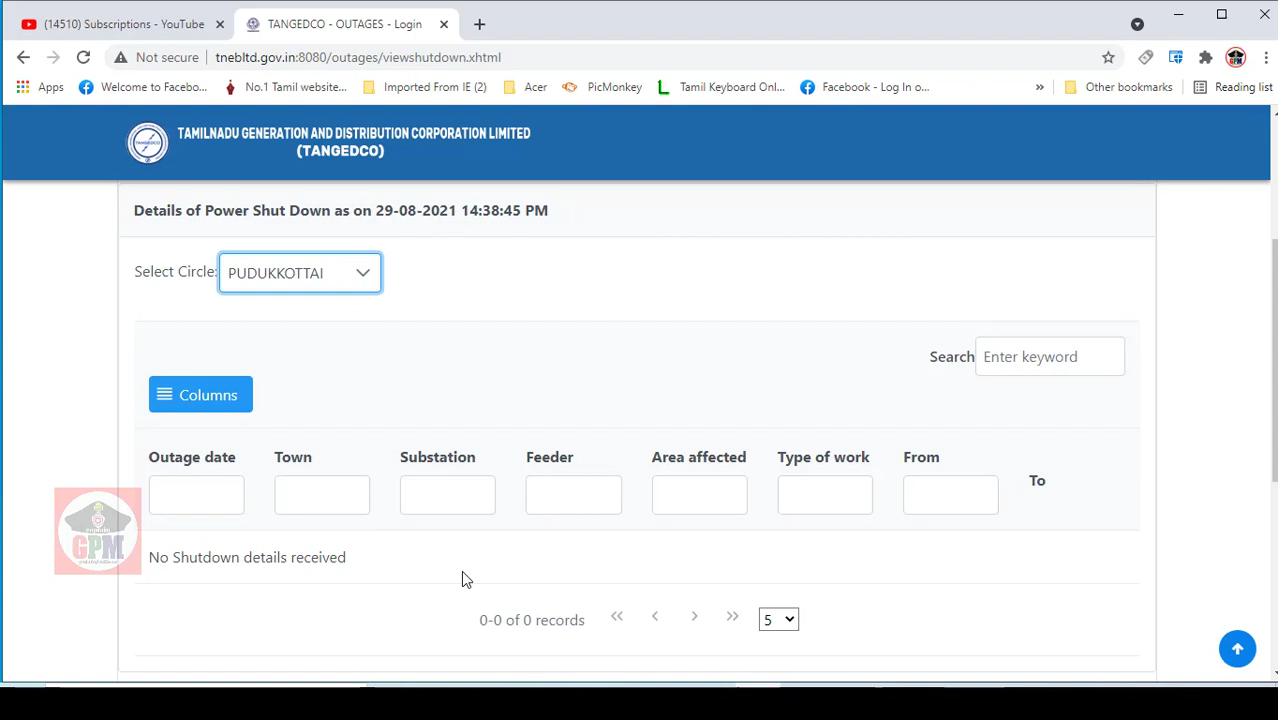 (14510) Subscriptions - YouTube
TANGEDCO - OUTAGES - Login
Not secure
tnebltd.gov.in:8080/outages/viewshutdown.xhtml
Apps
Welcome to Facebo...
No.1 Tamil website...
Imported From IE (2)
Acer
PicMonkey
Tamil Keyboard Onl...
Facebook - Log In o...
»
Other bookmarks
Reading list
TAMILNADU GENERATION AND DISTRIBUTION CORPORATION LIMITED
(TANGEDCO)
Details of Power Shut Down as on 29-08-2021 14:38:45 PM
Select Circle: PUDUKKOTTAI
Search Enter keyword
Columns
Outage date Town Substation Feeder Area affected Type of work From To
GPM
No Shutdown details received
0-0 of 0 records 5